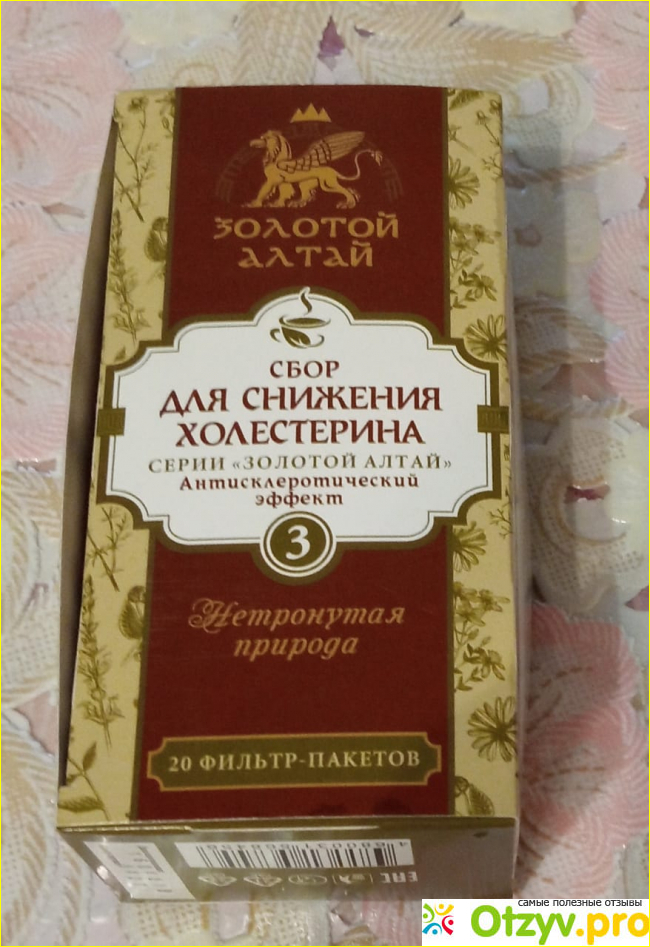 ЗОЛОТОЙ
АЛТАЙ
СБОР
ДЛЯ СНИЖЕНИЯ
ХОЛЕСТЕРИНА
СЕРИИ «ЗОЛОТОЙ АЛТАЙ»
Антисклеротический
эффект
3
Нетронутая
природа
20 ФИЛЬТР-ПАКЕТОВ
EAC
самые полезные отзывы
Otzyv.pro